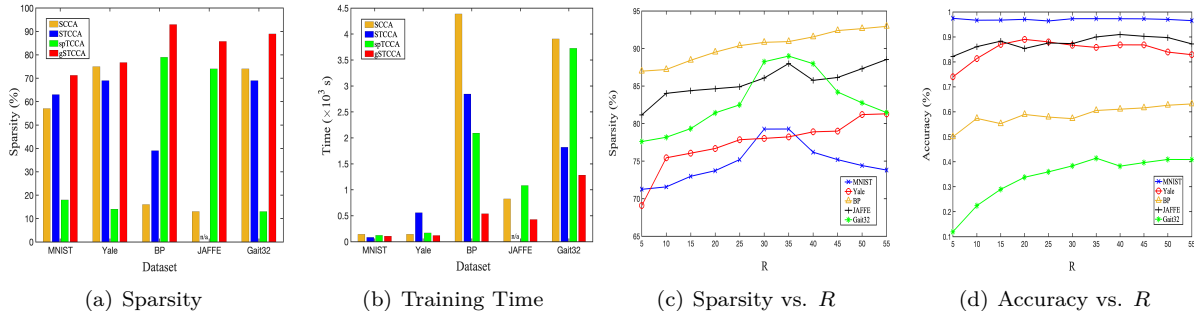 SCCA
STCCA
spTCCA
gSTCCA
100
90
80
70
60
50
40
30
20
10
0
Sparsity (%)
n/a
MNIST Yale BP JAFFE Gait32
Dataset
(a) Sparsity
SCCA
STCCA
spTCCA
gSTCCA
4.5
4
3.5
3
2.5
2
1.5
1
0.5
0
Time (×10³ s)
n/a
MNIST Yale BP JAFFE Gait32
Dataset
(b) Training Time
95
90
85
80
75
70
65
Sparsity (%)
MNIST
Yale
BP
JAFFE
Gait32
5 10 15 20 25 30 35 40 45 50 55
R
(c) Sparsity vs. R
1
0.9
0.8
0.7
0.6
0.5
0.4
0.3
0.2
0.1
Accuracy (%)
MNIST
Yale
BP
JAFFE
Gait32
5 10 15 20 25 30 35 40 45 50 55
R
(d) Accuracy vs. R